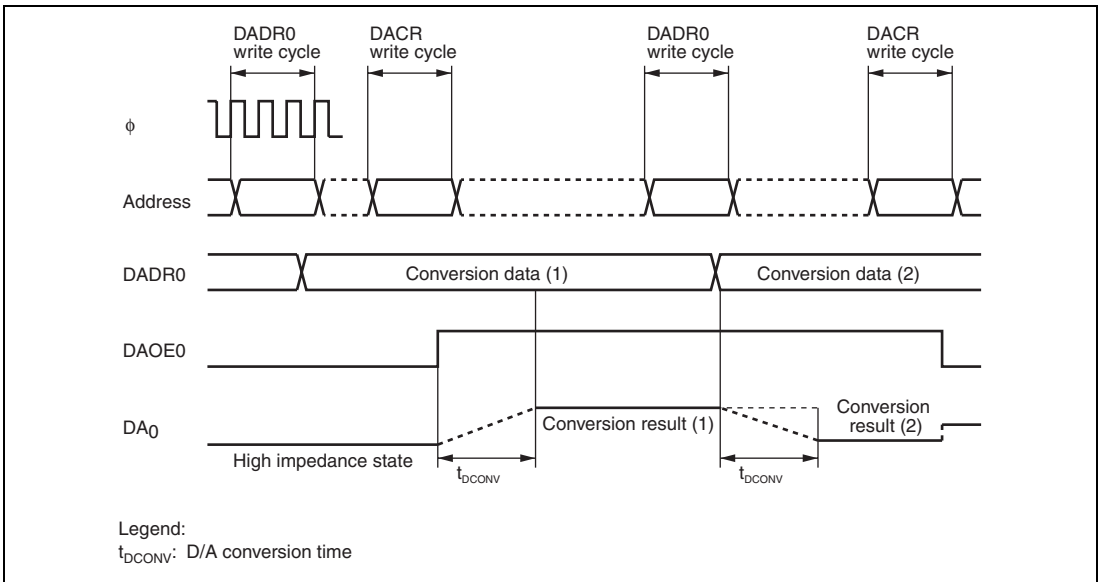 DADR0
write cycle
DACR
write cycle
DADR0
write cycle
DACR
write cycle
ϕ
Address
DADR0
Conversion data (1)
Conversion data (2)
DAOE0
DA0
High impedance state
Conversion result (1)
Conversion
result (2)
tDCONV
tDCONV
Legend:
tDCONV: D/A conversion time